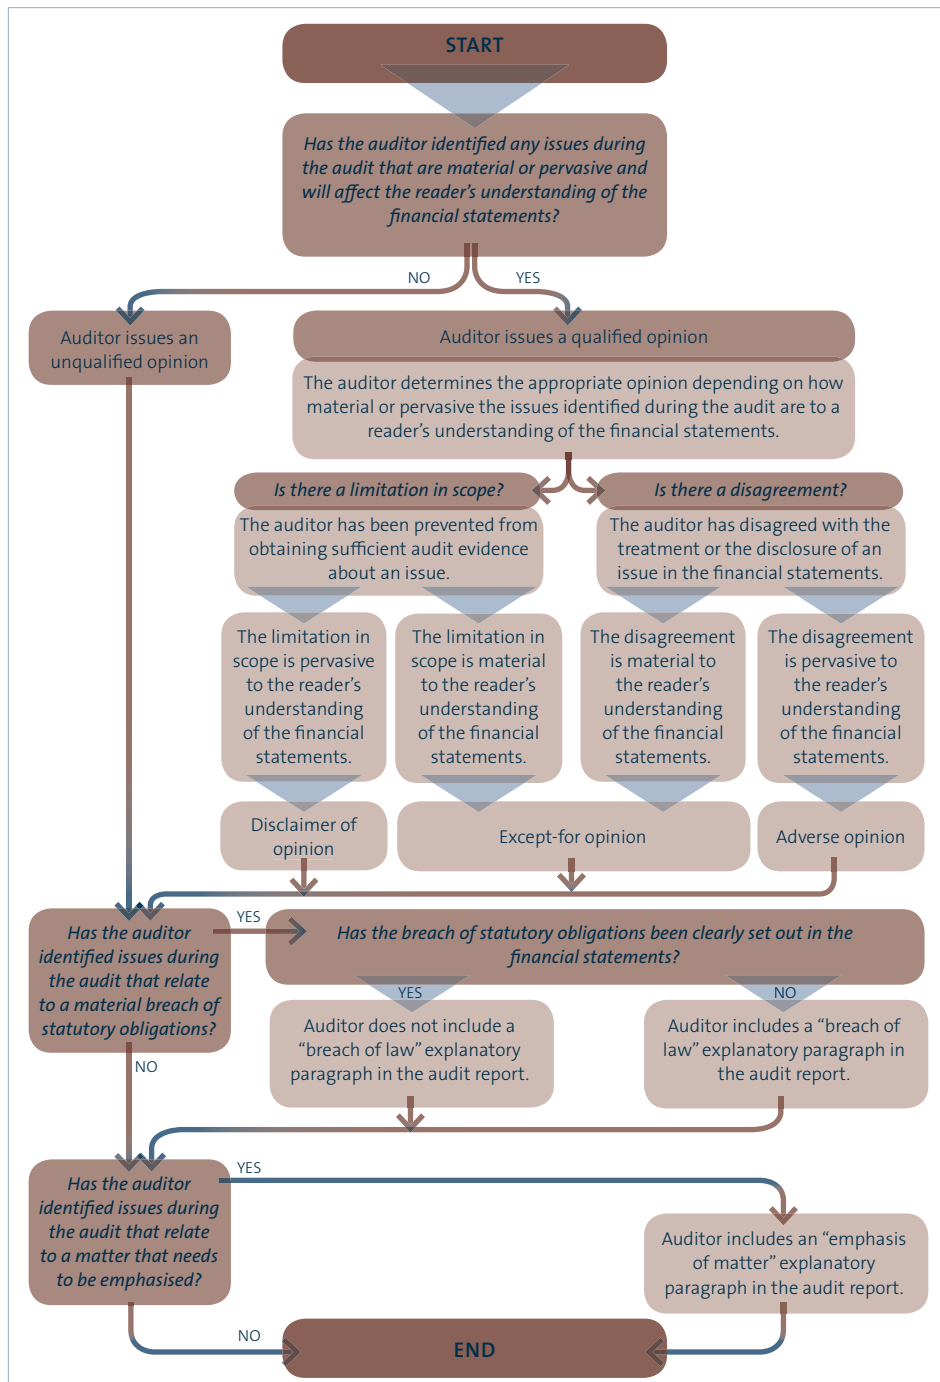 START
Has the auditor identified any issues during
the audit that are material or pervasive and
will affect the reader’s understanding of the
financial statements?
NO
YES
Auditor issues an
unqualified opinion
Auditor issues a qualified opinion
The auditor determines the appropriate opinion depending on how
material or pervasive the issues identified during the audit are to a
reader’s understanding of the financial statements.
Is there a limitation in scope?
The auditor has been prevented from
obtaining sufficient audit evidence
about an issue.
Is there a disagreement?
The auditor has disagreed with the
treatment or the disclosure of an
issue in the financial statements.
The limitation in
scope is pervasive
to the reader’s
understanding
of the financial
statements.
The limitation in
scope is material
to the reader’s
understanding
of the financial
statements.
The disagreement
is material to
the reader’s
understanding
of the financial
statements.
The disagreement
is pervasive to
the reader’s
understanding
of the financial
statements.
Disclaimer of
opinion
Except-for opinion
Adverse opinion
Has the auditor
identified issues during
the audit that relate
to a material breach of
statutory obligations?
YES
Has the breach of statutory obligations been clearly set out in the
financial statements?
YES
NO
Auditor does not include a
“breach of law” explanatory
paragraph in the audit report.
Auditor includes a “breach of
law” explanatory paragraph in
the audit report.
NO
Has the auditor
identified issues during
the audit that relate
to a matter that needs
to be emphasised?
YES
Auditor includes an “emphasis
of matter” explanatory
paragraph in the audit report.
NO
END